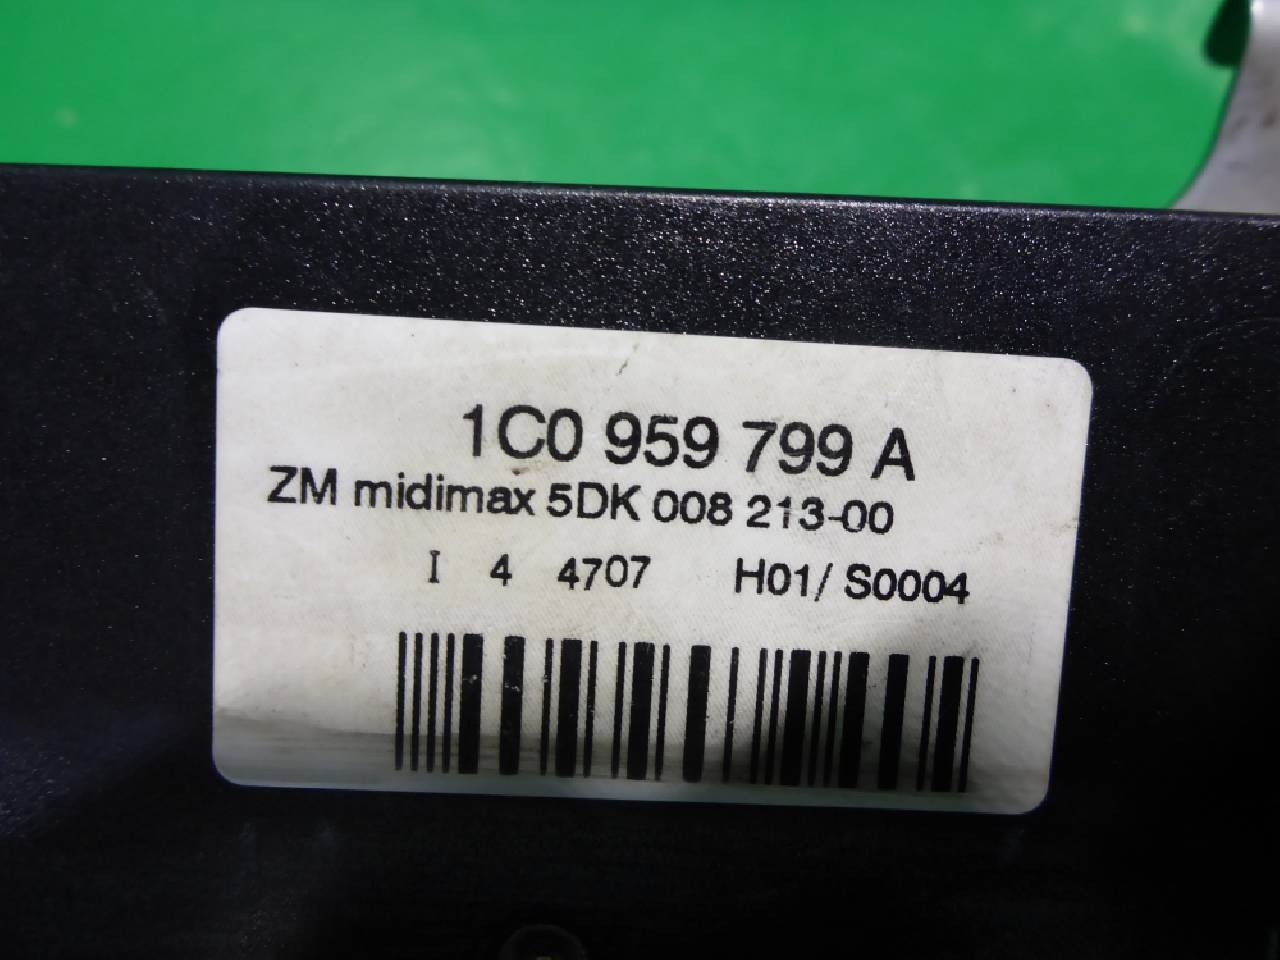 1C0 959 799 A
ZM midimax 5DK 008 213-00
I 4 4707 H01/ S0004